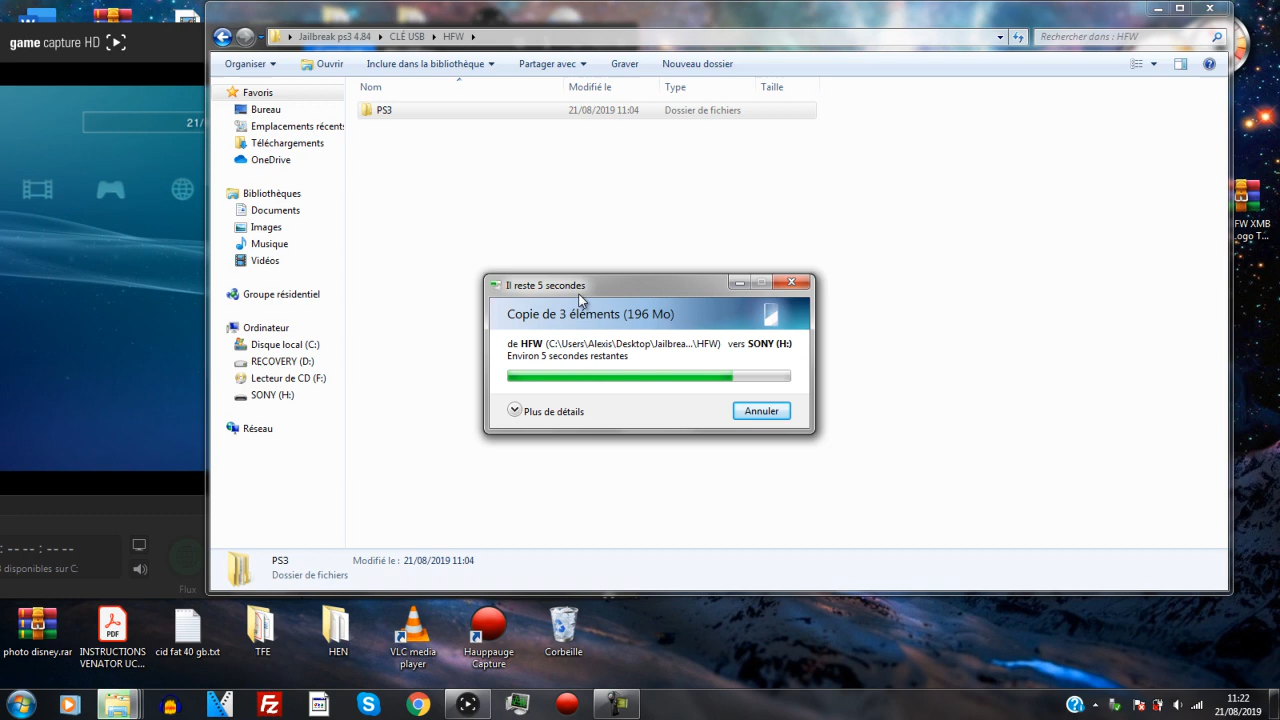 game capture HD
21/
Jailbreak ps3 4.84
CLÉ USB
HFW
Rechercher dans : HFW
Organiser
Ouvrir
Inclure dans la bibliothèque
Partager avec
Graver
Nouveau dossier
Nom
Modifié le
Type
Taille
PS3
21/08/2019 11:04
Dossier de fichiers
Favoris
Bureau
Emplacements récents
Téléchargements
OneDrive
Bibliothèques
Documents
Images
Musique
Vidéos
Groupe résidentiel
Ordinateur
Disque local (C:)
RECOVERY (D:)
Lecteur de CD (F:)
SONY (H:)
Réseau
Il reste 5 secondes
Copie de 3 éléments (196 Mo)
de HFW (C:\Users\Alexis\Desktop\Jailbrea...\HFW) vers SONY (H:)
Environ 5 secondes restantes
Plus de détails
Annuler
PS3
Modifié le : 21/08/2019 11:04
Dossier de fichiers
-- -- : -- --
disponibles sur C:
Flux
FW XMB
ogo T...
photo disney.rar
INSTRUCTIONS
VENATOR UC...
cid fat 40 gb.txt
TFE
HEN
VLC media
player
Hauppauge
Capture
Corbeille
11:22
21/08/2019